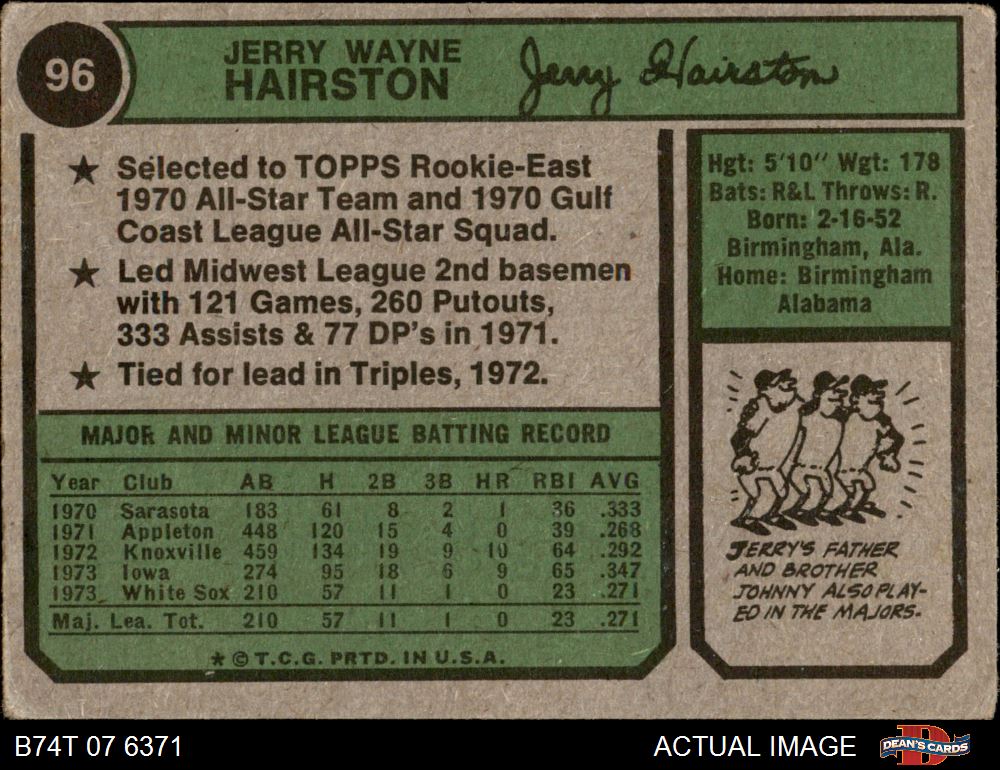 96
JERRY WAYNE
HAIRSTON
Jerry Hairston
★ Selected to TOPPS Rookie-East
1970 All-Star Team and 1970 Gulf
Coast League All-Star Squad.
★ Led Midwest League 2nd basemen
with 121 Games, 260 Putouts,
333 Assists & 77 DP's in 1971.
★ Tied for lead in Triples, 1972.
Hgt: 5'10" Wgt: 178
Bats: R&L Throws: R.
Born: 2-16-52
Birmingham, Ala.
Home: Birmingham
Alabama
MAJOR AND MINOR LEAGUE BATTING RECORD
Year Club AB H 2B 3B HR RBI AVG
1970 Sarasota 183 61 8 2 1 36 .333
1971 Appleton 448 120 15 4 0 39 .268
1972 Knoxville 459 134 19 9 10 64 .292
1973 Iowa 274 95 18 6 9 65 .347
1973 White Sox 210 57 11 1 0 23 .271
Maj. Lea. Tot. 210 57 11 1 0 23 .271
* © T.C.G. PRTD. IN U.S.A.
JERRY'S FATHER
AND BROTHER
JOHNNY ALSO PLAY-
ED IN THE MAJORS.
B74T 07 6371
ACTUAL IMAGE
DEAN'S CARDS